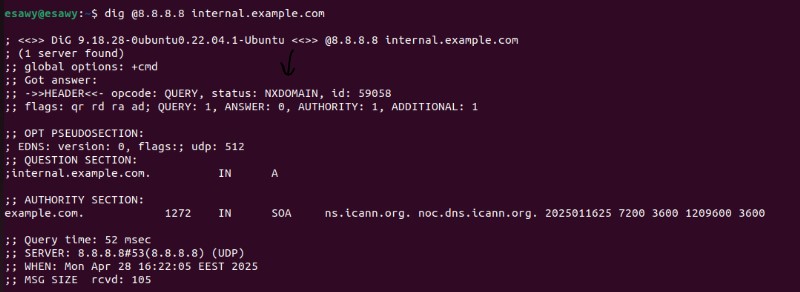 esawy@esawy:~$ dig @8.8.8.8 internal.example.com
; <<>> DiG 9.18.28-0ubuntu0.22.04.1-Ubuntu <<>> @8.8.8.8 internal.example.com
; (1 server found)
;; global options: +cmd
;; Got answer:
;; ->>HEADER<<- opcode: QUERY, status: NXDOMAIN, id: 59058
;; flags: qr rd ra ad; QUERY: 1, ANSWER: 0, AUTHORITY: 1, ADDITIONAL: 1
;; OPT PSEUDOSECTION:
; EDNS: version: 0, flags:; udp: 512
;; QUESTION SECTION:
;internal.example.com. IN A
;; AUTHORITY SECTION:
example.com. 1272 IN SOA ns.icann.org. noc.dns.icann.org. 2025011625 7200 3600 1209600 3600
;; Query time: 52 msec
;; SERVER: 8.8.8.8#53(8.8.8.8) (UDP)
;; WHEN: Mon Apr 28 16:22:05 EEST 2025
;; MSG SIZE rcvd: 105